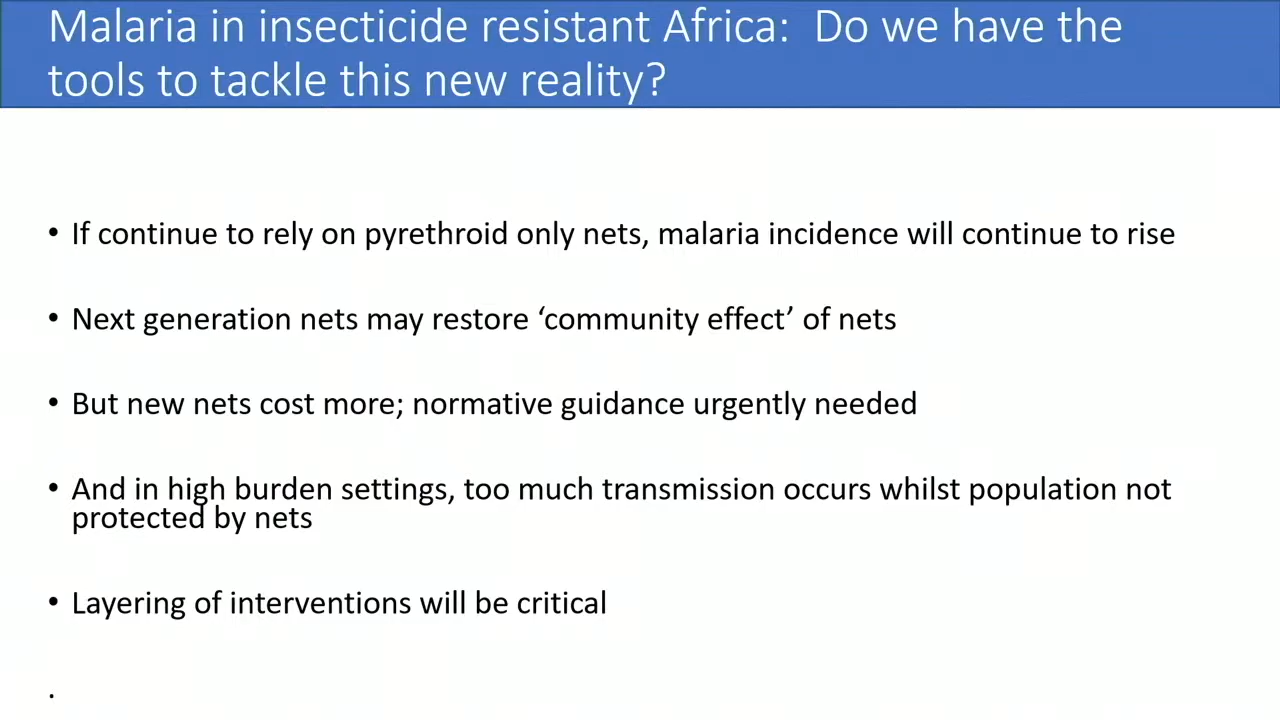 Malaria in insecticide resistant Africa:  Do we have the
tools to tackle this new reality?
• If continue to rely on pyrethroid only nets, malaria incidence will continue to rise
• Next generation nets may restore ‘community effect’ of nets
• But new nets cost more; normative guidance urgently needed
• And in high burden settings, too much transmission occurs whilst population not
protected by nets
• Layering of interventions will be critical
.